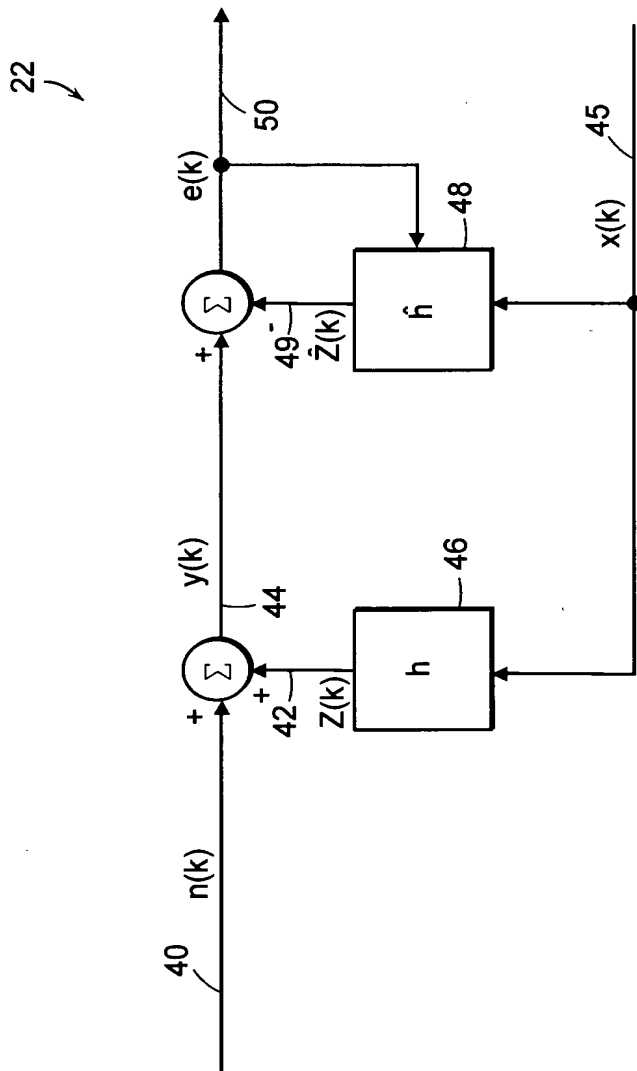 22
e(k)
50
Σ
+
-
49
Ẑ(k)
ĥ
48
x(k)
45
y(k)
44
Σ
+
+
42
Z(k)
h
46
n(k)
40